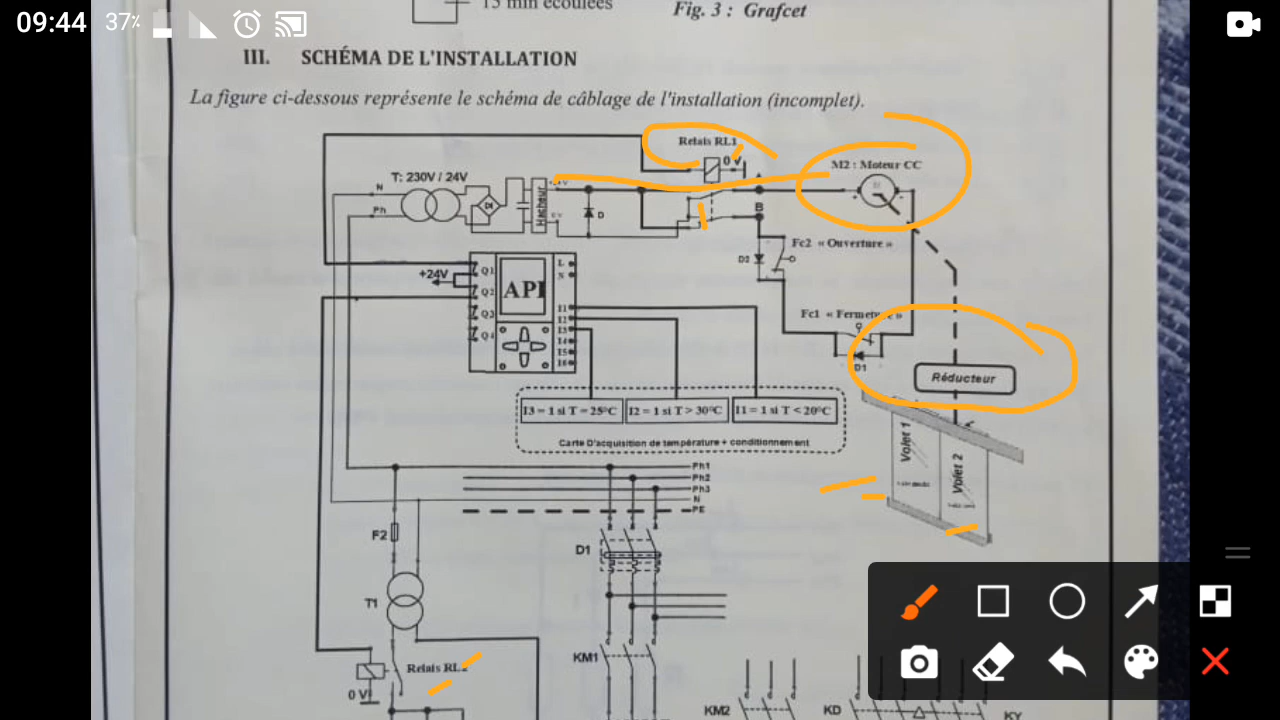 09:44 37%
15 min écoulées
Fig. 3 : Grafcet
III. SCHÉMA DE L'INSTALLATION
La figure ci-dessous représente le schéma de câblage de l'installation (incomplet).
Relais RL1
0 V
M2 : Moteur CC
T: 230V / 24V
N
Ph
Hacheur
D
A
B
Fc2 « Ouverture »
D2
+24V
Q1
Q2
Q3
Q4
API
L
N
I1
I2
I3
I4
I5
I6
Fc1 « Fermeture »
D1
Réducteur
I3 = 1 si T = 25°C
I2 = 1 si T > 30°C
I1 = 1 si T < 20°C
Carte D'acquisition de température + conditionnement
Volet 1
Volet 2
Ph1
Ph2
Ph3
N
PE
F2
D1
T1
KM1
Relais RL2
0 V
KM2
KD
KY